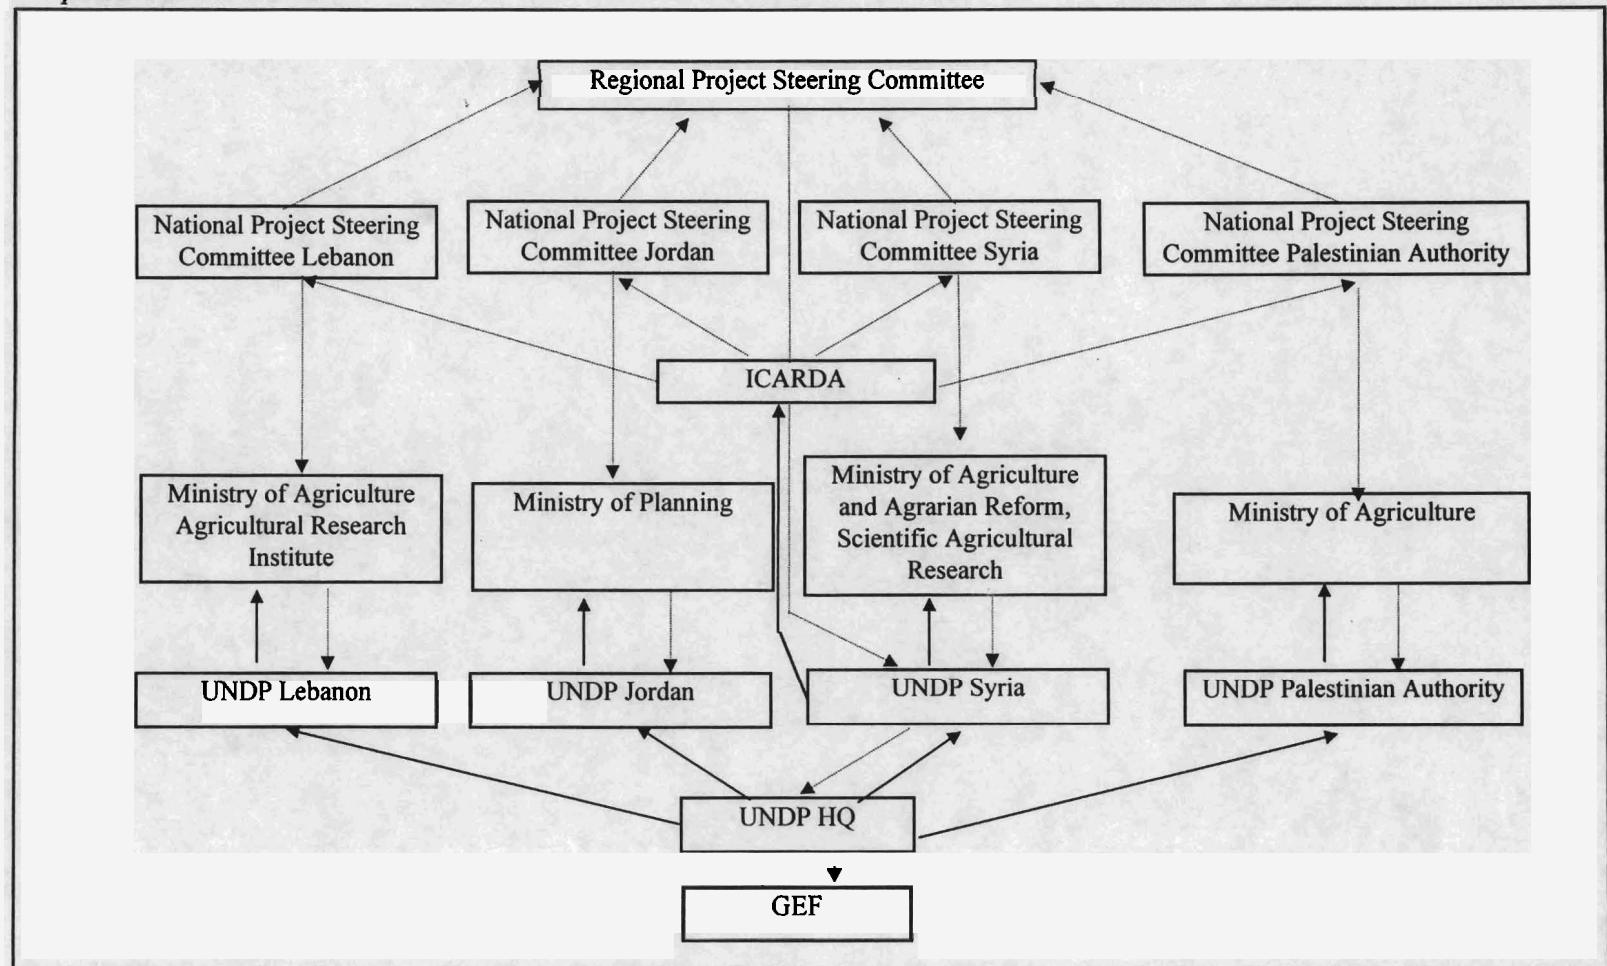 Regional Project Steering Committee
National Project Steering
Committee Lebanon
National Project Steering
Committee Jordan
National Project Steering
Committee Syria
National Project Steering
Committee Palestinian Authority
ICARDA
Ministry of Agriculture
Agricultural Research
Institute
Ministry of Planning
Ministry of Agriculture
and Agrarian Reform,
Scientific Agricultural
Research
Ministry of Agriculture
UNDP Lebanon
UNDP Jordan
UNDP Syria
UNDP Palestinian Authority
UNDP HQ
GEF